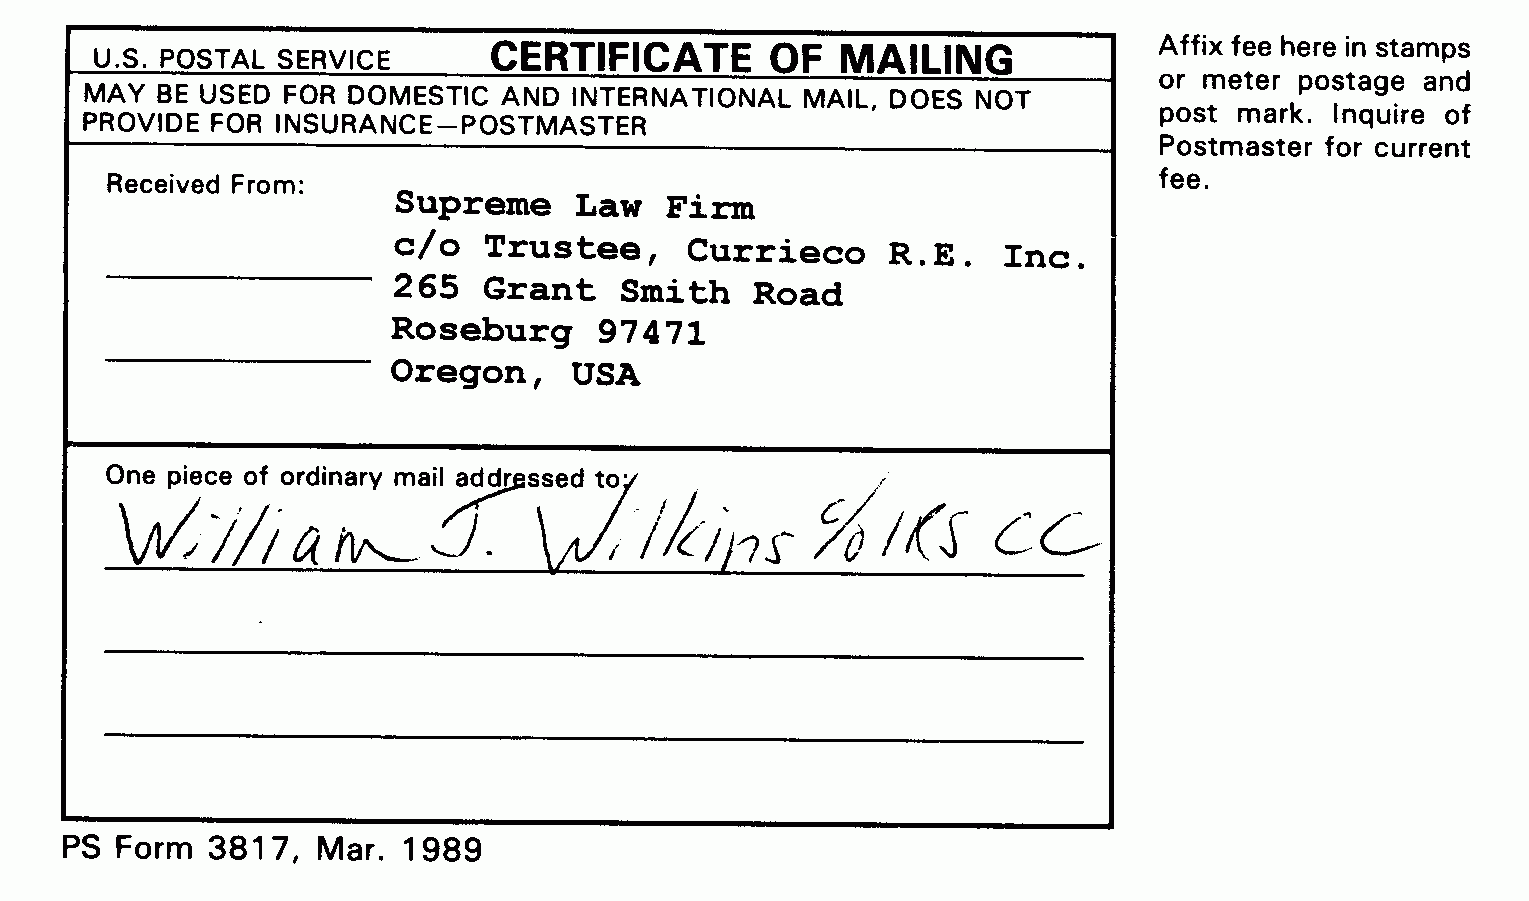 U.S. POSTAL SERVICE CERTIFICATE OF MAILING
MAY BE USED FOR DOMESTIC AND INTERNATIONAL MAIL, DOES NOT
PROVIDE FOR INSURANCE—POSTMASTER
Received From:
Supreme Law Firm
c/o Trustee, Currieco R.E. Inc.
265 Grant Smith Road
Roseburg 97471
Oregon, USA
One piece of ordinary mail addressed to:
William J. Wilkins c/o IRS CC
PS Form 3817, Mar. 1989
Affix fee here in stamps
or meter postage and
post mark. Inquire of
Postmaster for current
fee.